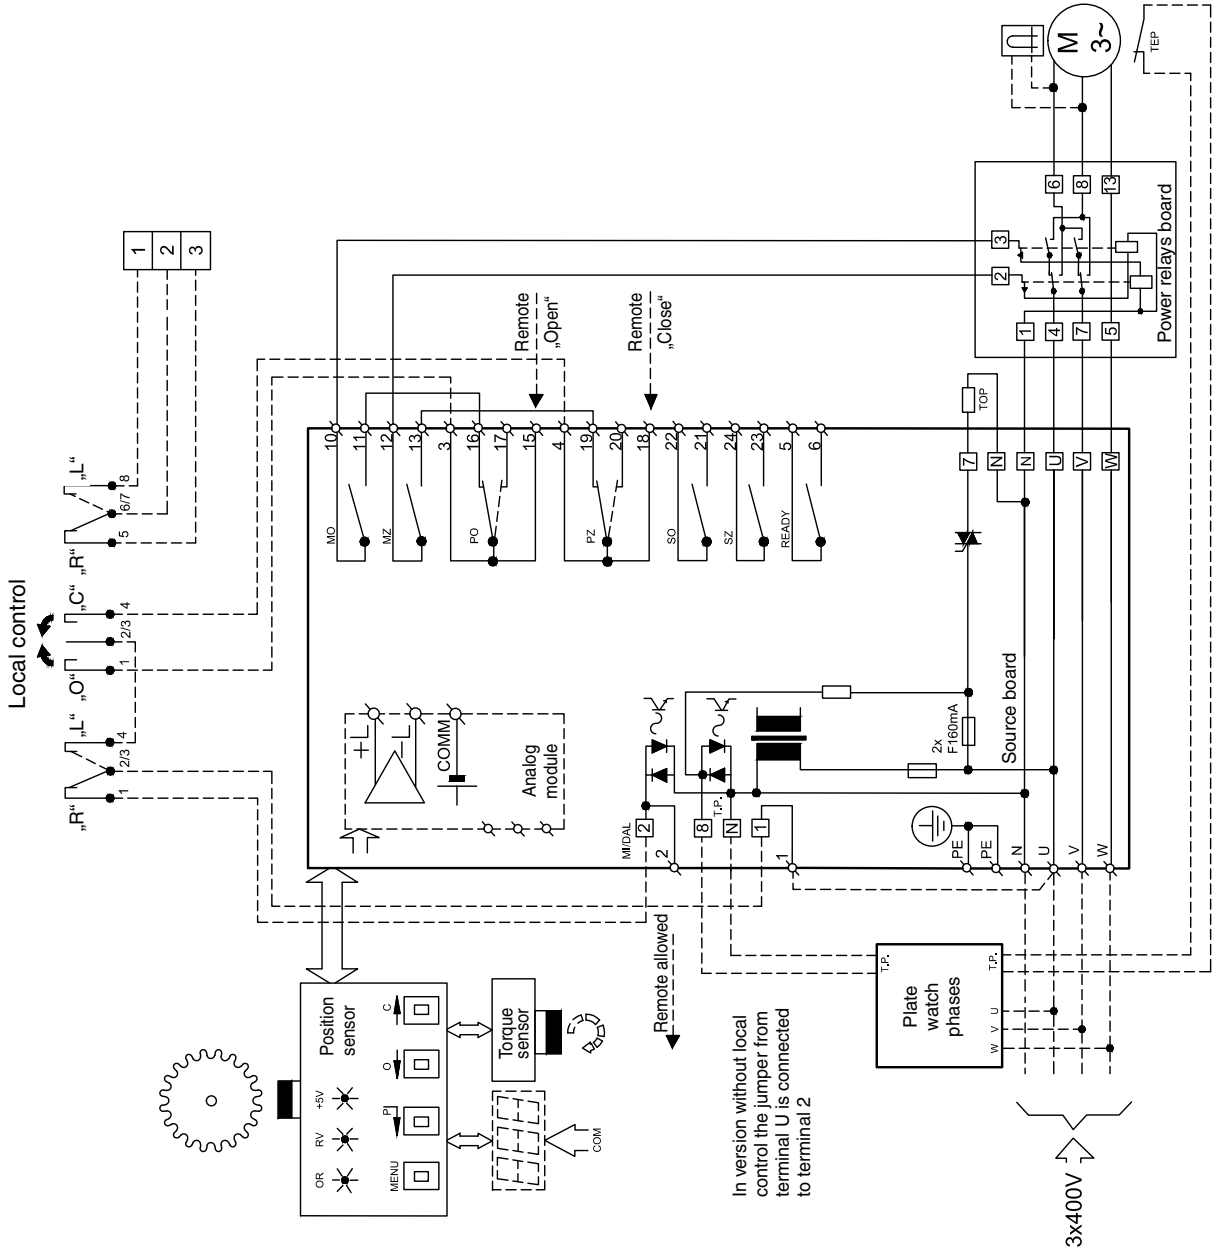 Local control
„R“
„L“
„O“
„C“
„R“
„L“
1
2/3
4
1
2/3
4
5
6/7
8
1
2
3
M
3~
TEP
Power relays board
3
2
6
8
13
1
4
7
5
Remote
„Open“
Remote
„Close“
10
11
12
13
3
16
17
15
4
19
20
18
22
21
24
23
5
6
MO
MZ
PO
PZ
SO
SZ
READY
TOP
7
N
N
U
V
W
+L
-L
COMM
Analog
module
MI/DAL
2
2
8
T.P.
N
1
1
2x
F160mA
Source board
PE
PE
N
U
V
W
Position
sensor
OR
RV
+5V
MENU
P
O
C
Torque
sensor
COM
Remote allowed
In version without local
control the jumper from
terminal U is connected
to terminal 2
T.P.
T.P.
Plate
watch
phases
W
V
U
3x400V